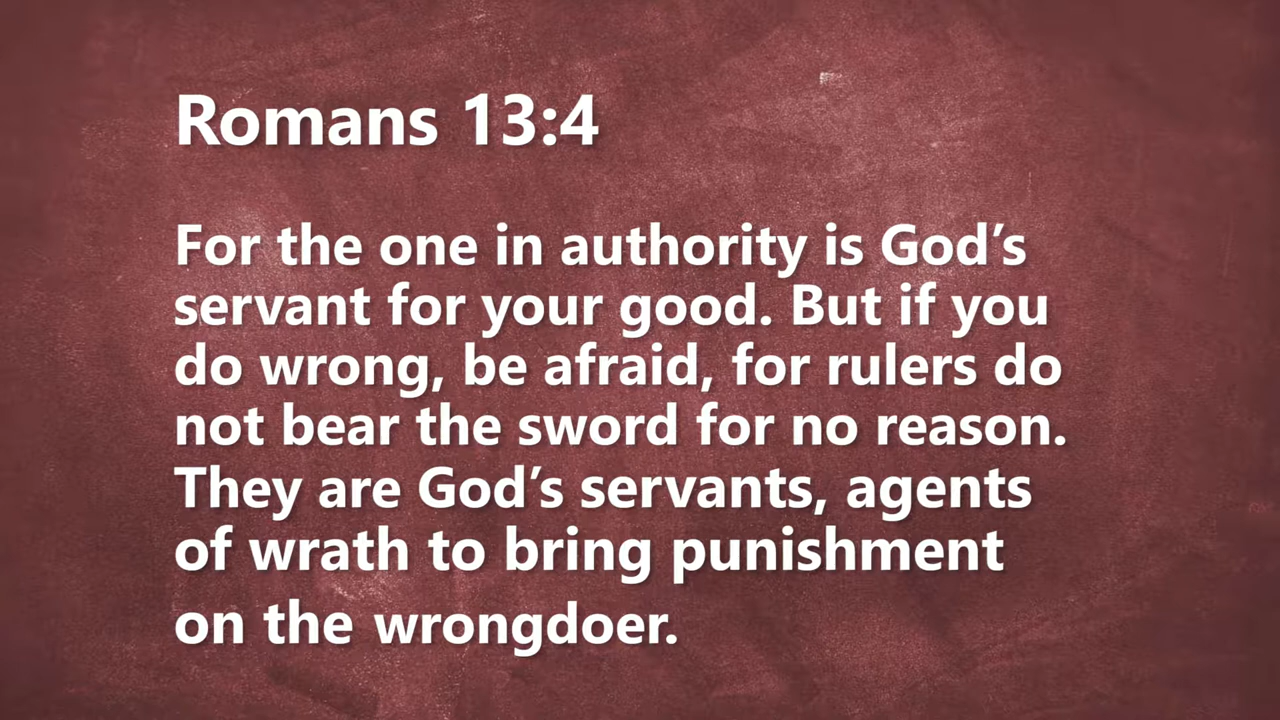 Romans 13:4
For the one in authority is God’s
servant for your good. But if you
do wrong, be afraid, for rulers do
not bear the sword for no reason.
They are God’s servants, agents
of wrath to bring punishment
on the wrongdoer.